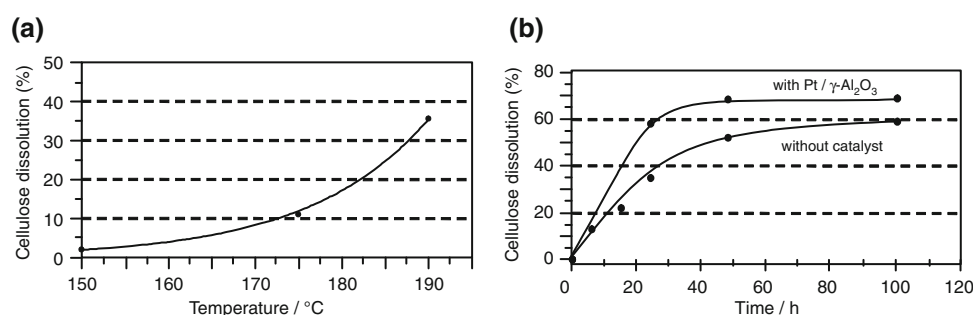 (a)
Cellulose dissolution (%)
50
40
30
20
10
0
150
160
170
180
190
Temperature / °C
(b)
Cellulose dissolution (%)
80
60
40
20
0
with Pt / γ-Al₂O₃
without catalyst
0
20
40
60
80
100
120
Time / h